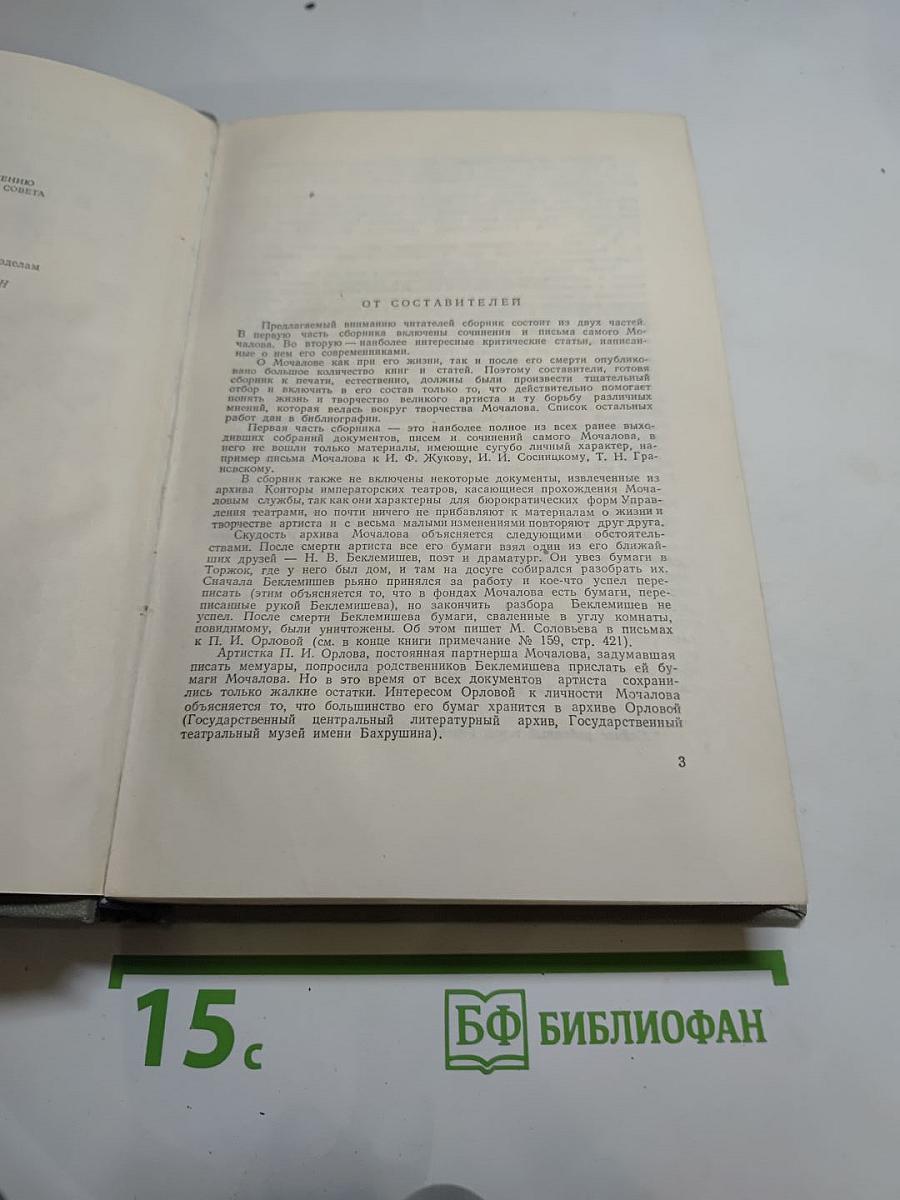 ЕНИЮ
СОВЕТА
зделам
Н
ОТ СОСТАВИТЕЛЕЙ
Предлагаемый вниманию читателей сборник состоит из двух частей.
В первую часть сборника включены сочинения и письма самого Мо-
чалова. Во вторую — наиболее интересные критические статьи, написан-
ные о нем его современниками.
О Мочалове как при его жизни, так и после его смерти опублико-
вано большое количество книг и статей. Поэтому составители, готовя
сборник к печати, естественно, должны были произвести тщательный
отбор и включить в его состав только то, что действительно помогает
понять жизнь и творчество великого артиста и ту борьбу различных
мнений, которая велась вокруг творчества Мочалова. Список остальных
работ дан в библиографии.
Первая часть сборника — это наиболее полное из всех ранее выхо-
дивших собраний документов, писем и сочинений самого Мочалова, в
него не вошли только материалы, имеющие сугубо личный характер, на-
пример письма Мочалова к И. Ф. Жукову, И. И. Сосницкому, Т. Н. Гра-
новскому.
В сборник также не включены некоторые документы, извлеченные из
архива Конторы императорских театров, касающиеся прохождения Моча-
ловым службы, так как они характерны для бюрократических форм Управ-
ления театрами, но почти ничего не прибавляют к материалам о жизни и
творчестве артиста и с весьма малыми изменениями повторяют друг друга.
Скудость архива Мочалова объясняется следующими обстоятель-
ствами. После смерти артиста все его бумаги взял один из его ближай-
ших друзей — Н. В. Беклемишев, поэт и драматург. Он увез бумаги в
Торжок, где у него был дом, и там на досуге собирался разобрать их.
Сначала Беклемишев рьяно принялся за работу и кое-что успел пере-
писать (этим объясняется то, что в фондах Мочалова есть бумаги, пере-
писанные рукой Беклемишева), но закончить разбора Беклемишев не
успел. После смерти Беклемишева бумаги, сваленные в углу комнаты,
повидимому, были уничтожены. Об этом пишет М. Соловьева в письмах
к П. И. Орловой (см. в конце книги примечание № 159, стр. 421).
Артистка П. И. Орлова, постоянная партнерша Мочалова, задумавшая
писать мемуары, попросила родственников Беклемишева прислать ей бу-
маги Мочалова. Но в это время от всех документов артиста сохрани-
лись только жалкие остатки. Интересом Орловой к личности Мочалова
объясняется то, что большинство его бумаг хранится в архиве Орловой
(Государственный центральный литературный архив, Государственный
театральный музей имени Бахрушина).
3
15 с
БФ БИБЛИОФАН